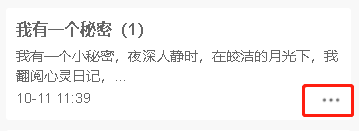 我有一个秘密（1）
我有一个小秘密，夜深人静时，在皎洁的月光下，我
翻阅心灵日记，...
10-11 11:39